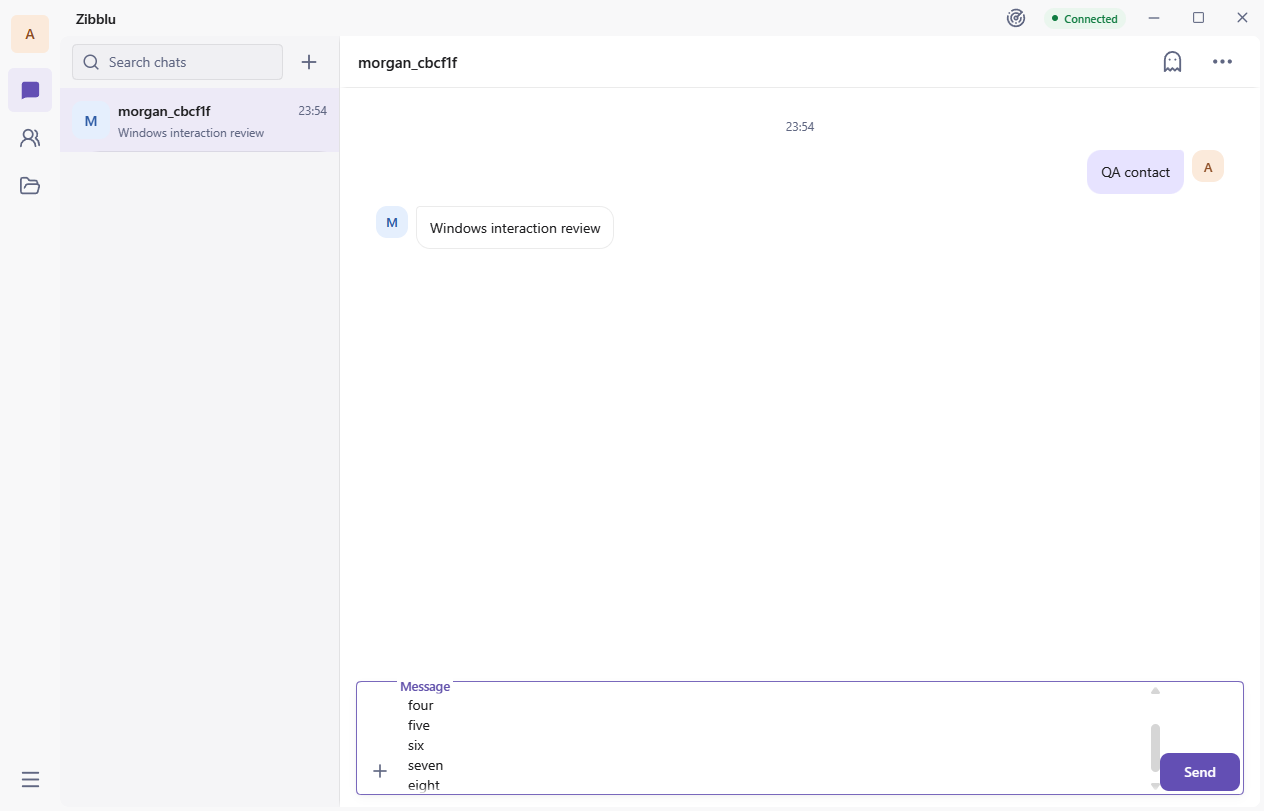 Zibblu
Connected
A
Search chats
M
morgan_cbcf1f
23:54
Windows interaction review
morgan_cbcf1f
23:54
QA contact
A
M
Windows interaction review
Message
four
five
six
seven
eight
Send